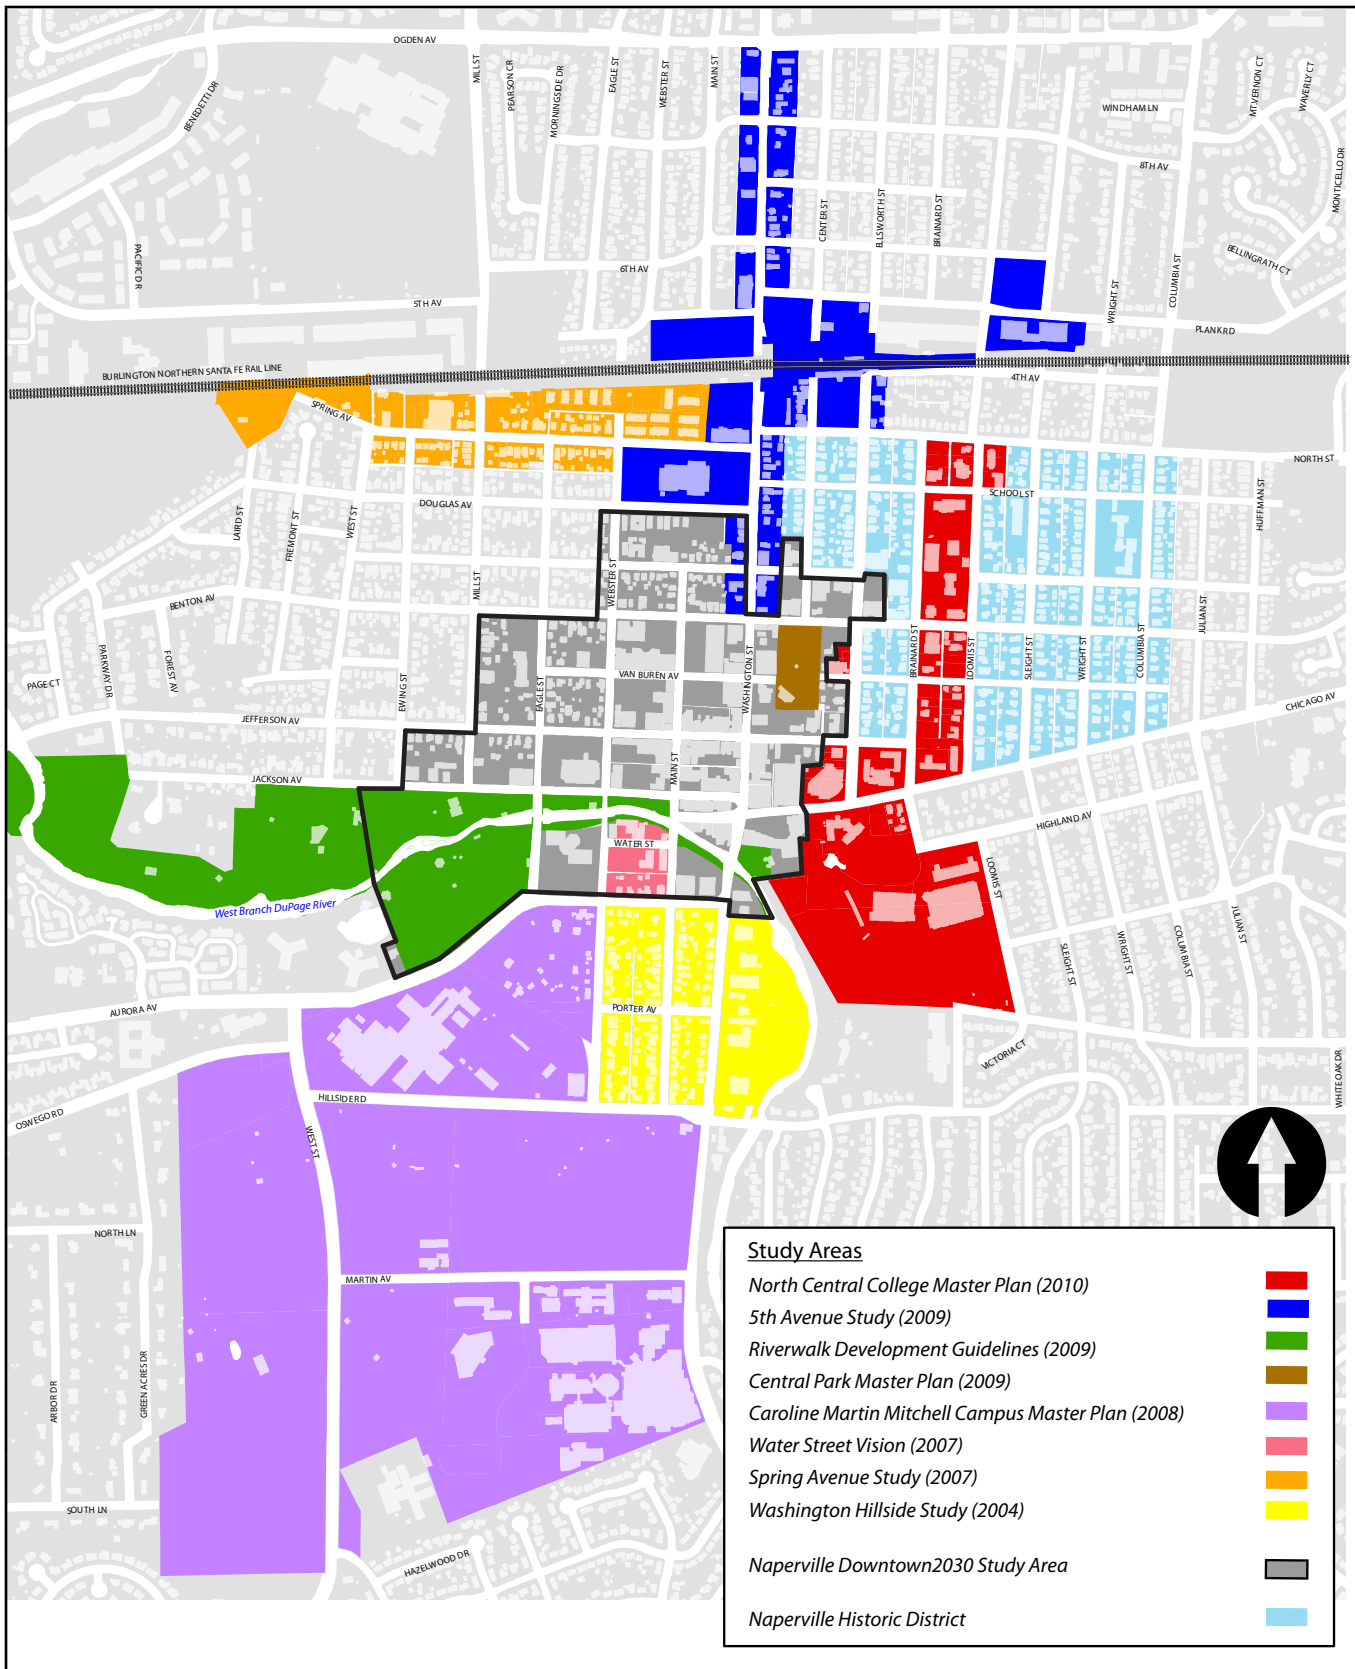 OGDEN AV
MILL ST
PEARSON CR
MORNINGSIDE DR
EAGLE ST
WEBSTER ST
MAIN ST
BENEDETTI DR
WINDHAM LN
MT.VERNON CT
WAVERLY CT
8TH AV
MONTICELLO DR
CENTER ST
ELLSWORTH ST
BRAINARD ST
PACIFIC DR
6TH AV
BELLINGRATH CT
COLUMBIA ST
WRIGHT ST
5TH AV
PLANK RD
BURLINGTON NORTHERN SANTA FE RAIL LINE
4TH AV
SPRING AV
NORTH ST
SCHOOL ST
DOUGLAS AV
LAIRD ST
FREMONT ST
WEST ST
HUFFMAN ST
MILL ST
WEBSTER ST
BENTON AV
JULIAN ST
PARKWAY DR
FOREST AV
BRAINARD ST
LOOMIS ST
SLEIGHT ST
WRIGHT ST
COLUMBIA ST
PAGE CT
EWING ST
EAGLE ST
VAN BUREN AV
WASHINGTON ST
CHICAGO AV
JEFFERSON AV
MAIN ST
JACKSON AV
HIGHLAND AV
WATER ST
LOOMIS ST
West Branch DuPage River
JULIAN ST
SLEIGHT ST
WRIGHT ST
COLUMBIA ST
AURORA AV
PORTER AV
VICTORIA CT
WHITE OAK DR
HILLSIDE RD
OSWEGO RD
WEST ST
NORTH LN
MARTIN AV
ARBOR DR
GREEN ACRES DR
SOUTH LN
HAZELWOOD DR
Study Areas
North Central College Master Plan (2010)
5th Avenue Study (2009)
Riverwalk Development Guidelines (2009)
Central Park Master Plan (2009)
Caroline Martin Mitchell Campus Master Plan (2008)
Water Street Vision (2007)
Spring Avenue Study (2007)
Washington Hillside Study (2004)
Naperville Downtown2030 Study Area
Naperville Historic District